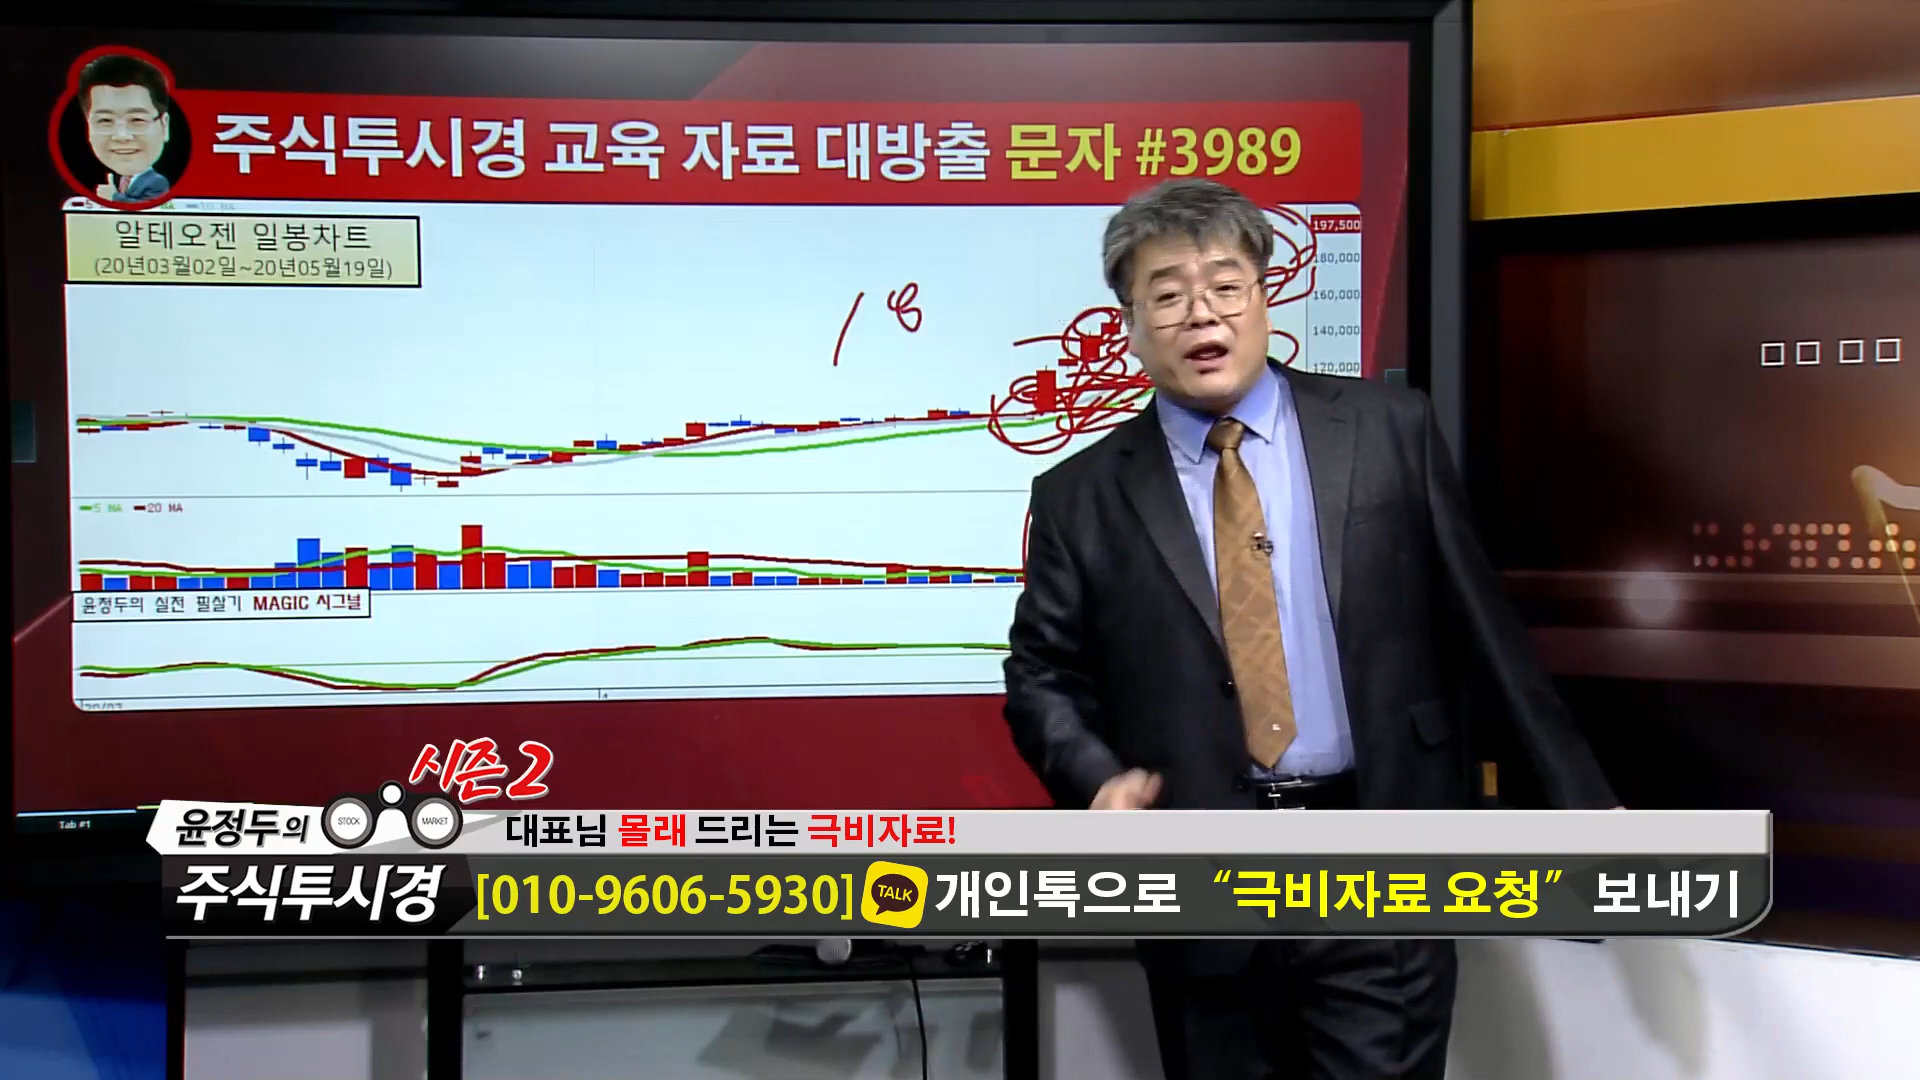 주식투시경 교육 자료 대방출 문자 #3989
알테오젠 일봉차트
(20년03월02일~20년05월19일)
197,500
180,000
160,000
140,000
120,000
18
5 MA 20 MA
윤정두의 실전 필살기 MAGIC 시그널
4
Tab #1
시즌2
윤정두의
STOCK MARKET
주식투시경
대표님 몰래 드리는 극비자료!
[010-9606-5930] TALK 개인톡으로 “극비자료 요청” 보내기